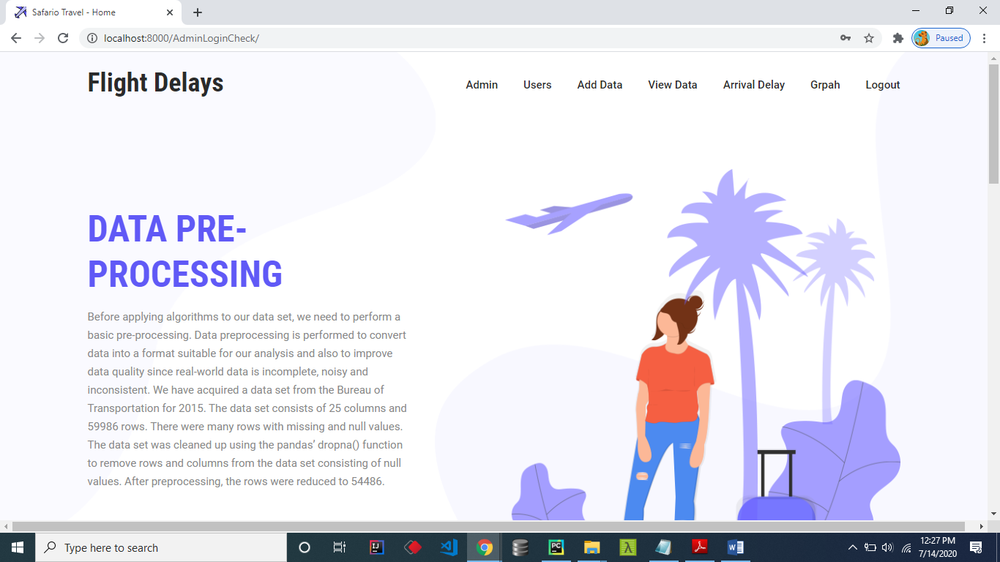 Safario Travel - Home
localhost:8000/AdminLoginCheck/
Paused
Flight Delays
Admin Users Add Data View Data Arrival Delay Grpah Logout
DATA PRE-
PROCESSING
Before applying algorithms to our data set, we need to perform a
basic pre-processing. Data preprocessing is performed to convert
data into a format suitable for our analysis and also to improve
data quality since real-world data is incomplete, noisy and
inconsistent. We have acquired a data set from the Bureau of
Transportation for 2015. The data set consists of 25 columns and
59986 rows. There were many rows with missing and null values.
The data set was cleaned up using the pandas’ dropna() function
to remove rows and columns from the data set consisting of null
values. After preprocessing, the rows were reduced to 54486.
Type here to search
IJ
PC
λ
W
12:27 PM
7/14/2020